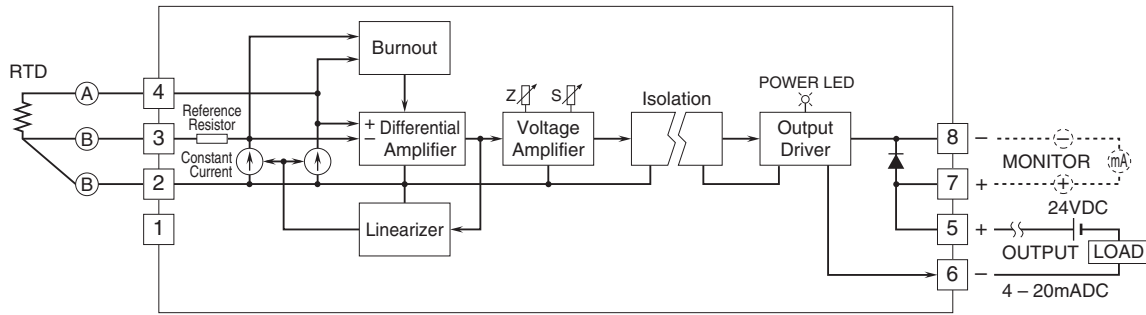 RTD
A
B
B
4
3
2
1
Reference
Resistor
Constant
Current
Burnout
+
−
Differential
Amplifier
Linearizer
Z
S
Voltage
Amplifier
Isolation
POWER LED
Output
Driver
8
7
5
6
−
+
+
−
MONITOR
−
+
mA
24VDC
OUTPUT
LOAD
4 – 20mADC